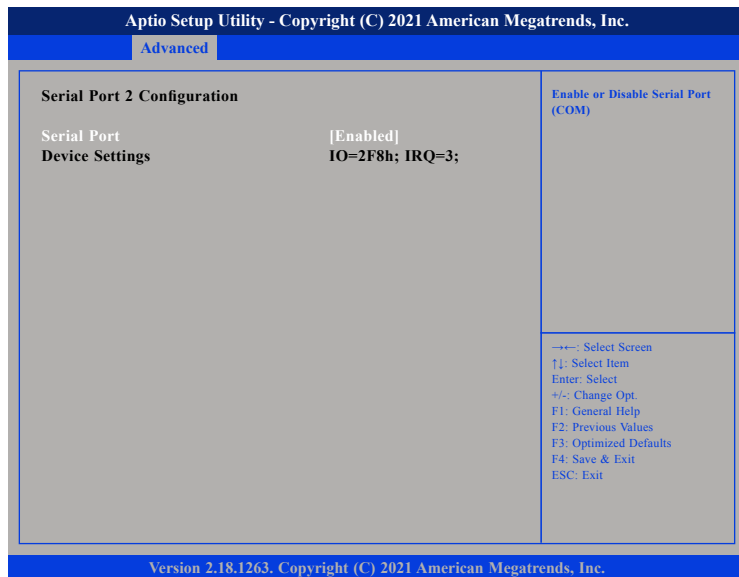 Aptio Setup Utility - Copyright (C) 2021 American Megatrends, Inc.
Advanced
Serial Port 2 Configuration
Serial Port [Enabled]
Device Settings IO=2F8h; IRQ=3;
Enable or Disable Serial Port
(COM)
→←: Select Screen
↑↓: Select Item
Enter: Select
+/-: Change Opt.
F1: General Help
F2: Previous Values
F3: Optimized Defaults
F4: Save & Exit
ESC: Exit
Version 2.18.1263. Copyright (C) 2021 American Megatrends, Inc.